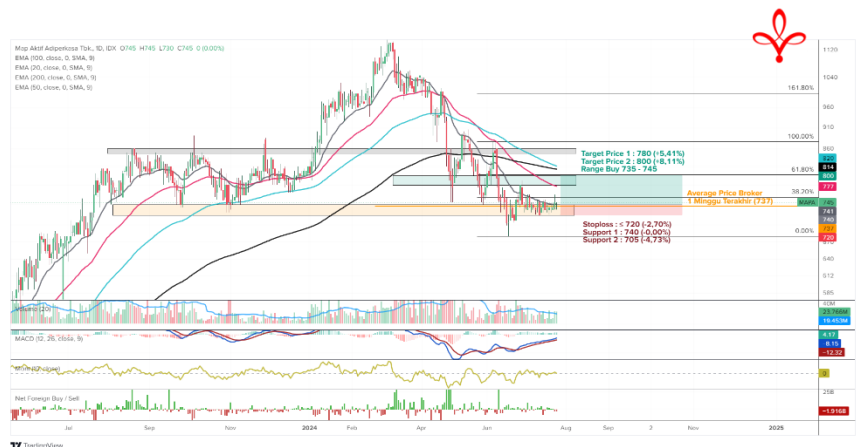 Map Aktif Adiperkasa Tbk., 1D, IDX O745 H745 L730 C745 0 (0.00%)
EMA (100, close, 0, SMA, 9)
EMA (20, close, 0, SMA, 9)
EMA (200, close, 0, SMA, 9)
EMA (50, close, 0, SMA, 9)
1120
1040
960
900
860
820
814
800
777
MAPA 745
741
740
737
720
640
612
585
161.80%
100.00%
61.80%
38.20%
0.00%
Target Price 1 : 780 (+5,41%)
Target Price 2 : 800 (+8,11%)
Range Buy 735 - 745
Average Price Broker
1 Minggu Terakhir (737)
Stoploss : ≤ 720 (-2,70%)
Support 1 : 740 (-0,00%)
Support 2 : 705 (-4,73%)
Volume (20)
40M
23.766M
19.453M
MACD (12, 26, close, 9)
4.17
8.15
-12.32
0
Net Foreign Buy / Sell
25B
-1.916B
Jul Sep Nov 2024 Feb Apr Jun Aug Sep 2 Nov 2025
TradingView